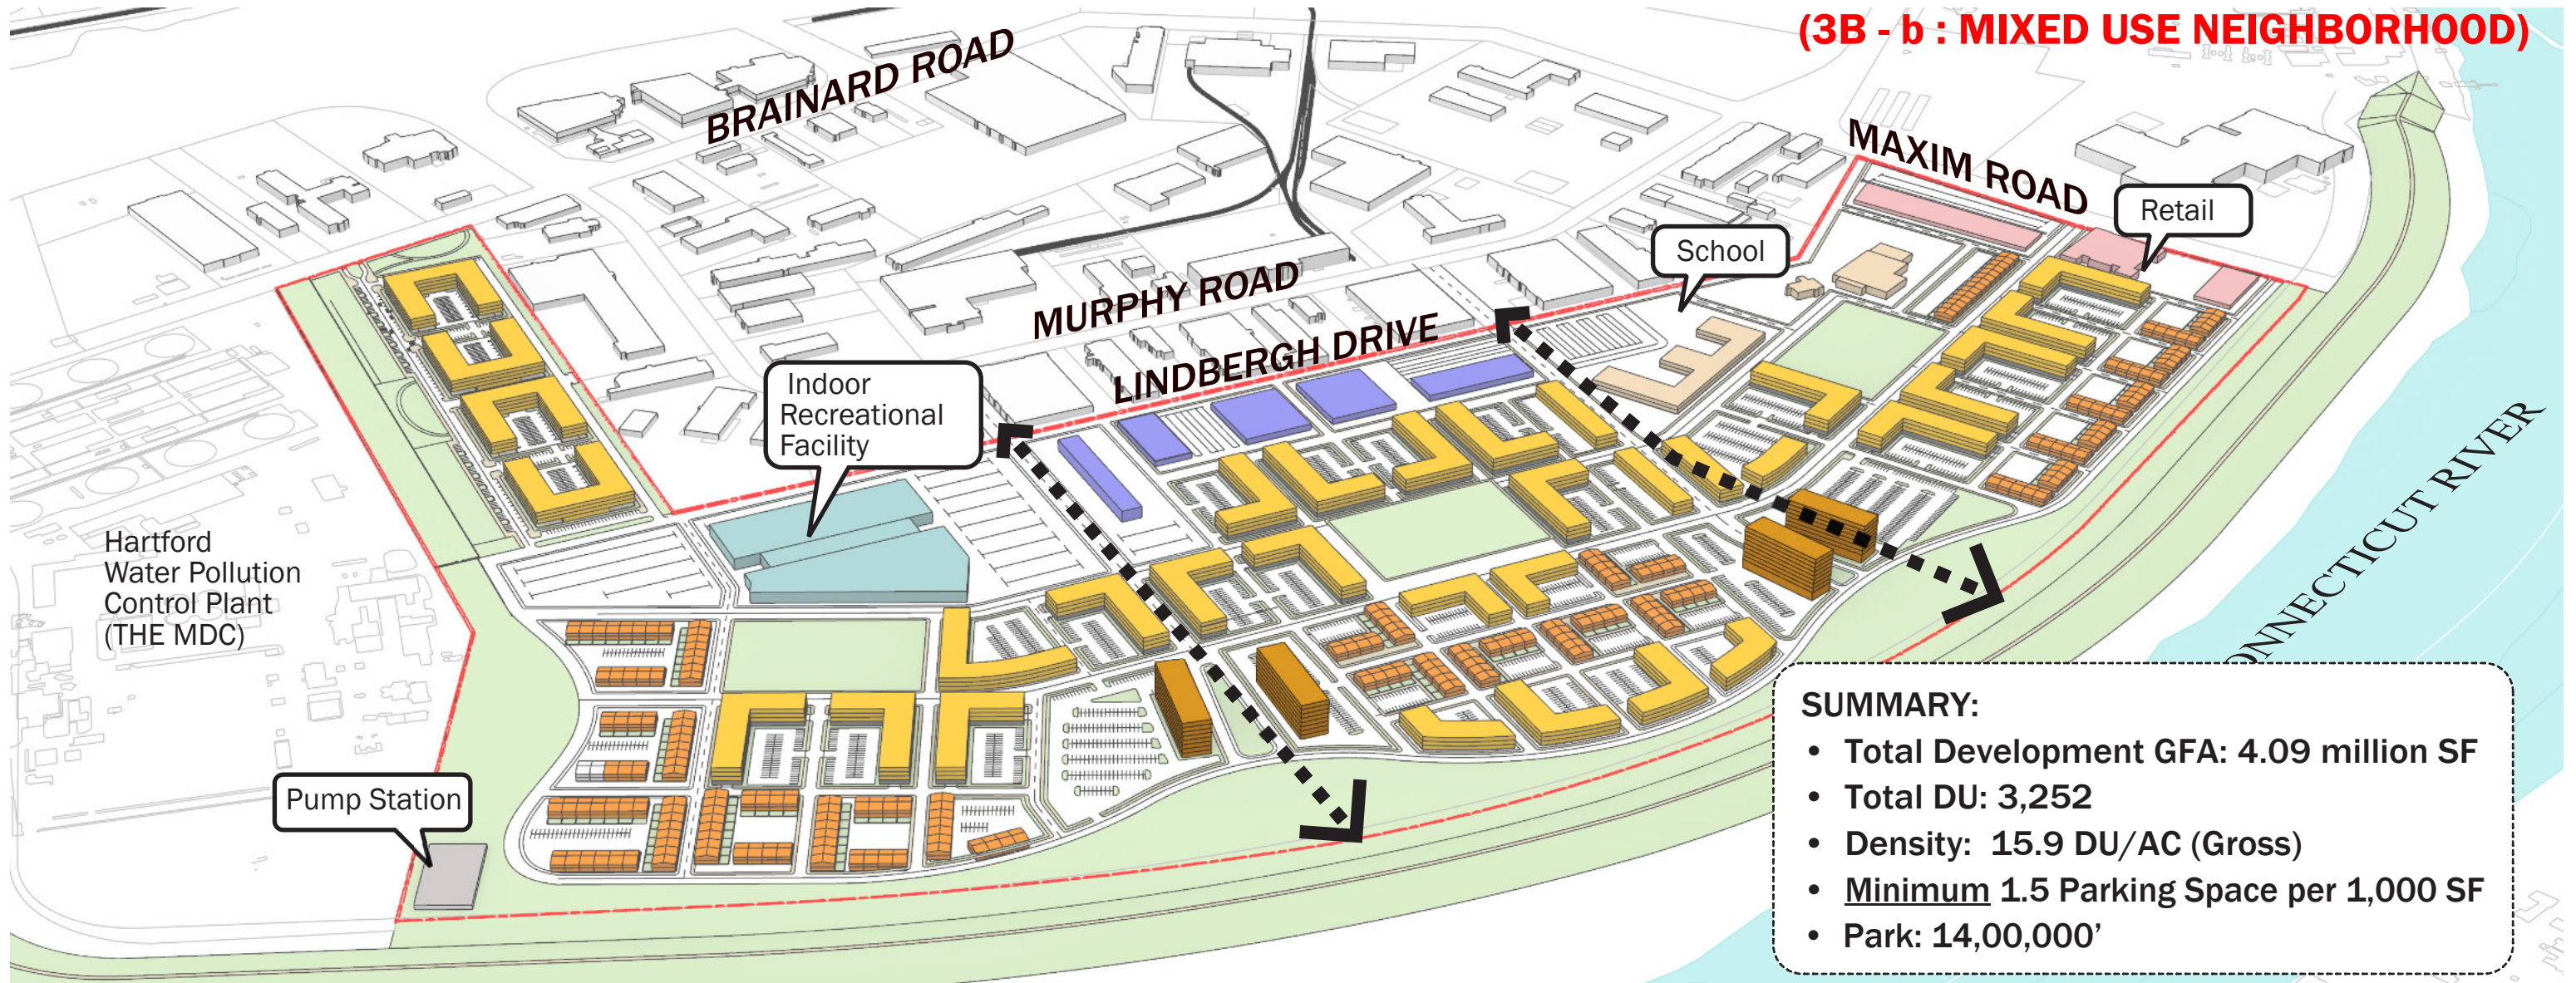 (3B - b : MIXED USE NEIGHBORHOOD)
BRAINARD ROAD
MAXIM ROAD
Retail
School
MURPHY ROAD
LINDBERGH DRIVE
Indoor
Recreational
Facility
CONNECTICUT RIVER
Hartford
Water Pollution
Control Plant
(THE MDC)
Pump Station
SUMMARY:
• Total Development GFA: 4.09 million SF
• Total DU: 3,252
• Density: 15.9 DU/AC (Gross)
• Minimum 1.5 Parking Space per 1,000 SF
• Park: 14,00,000’